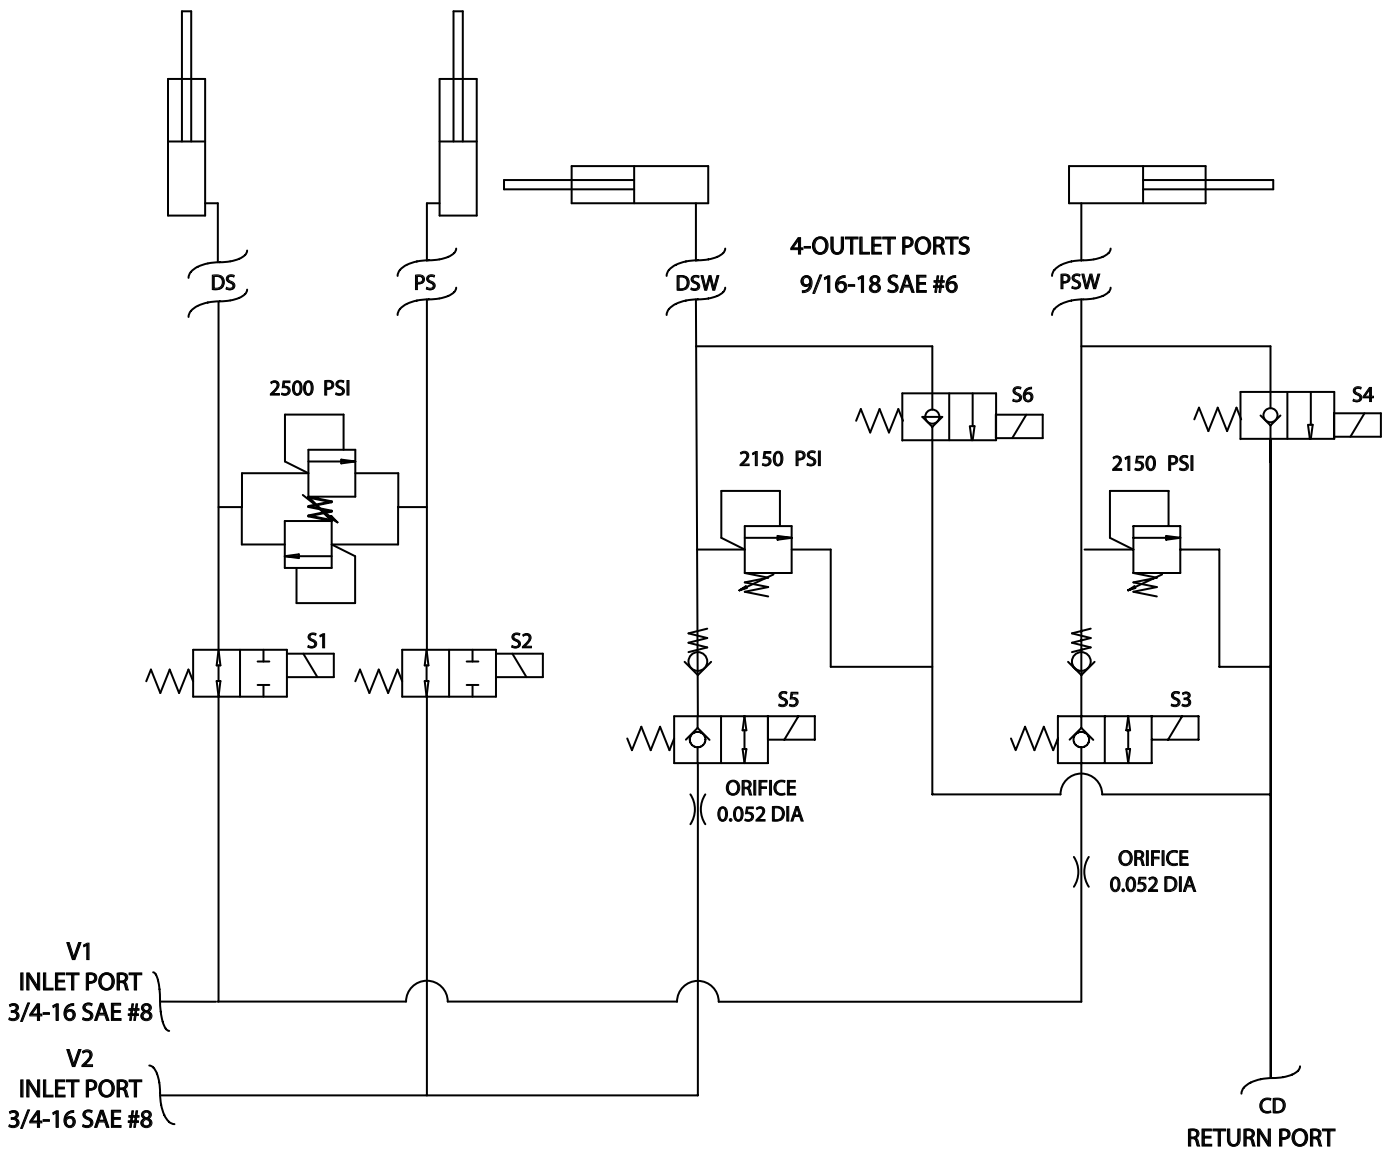 4-OUTLET PORTS
9/16-18 SAE #6
DS
PS
DSW
PSW
2500 PSI
S6
S4
2150 PSI
2150 PSI
S1
S2
S5
S3
ORIFICE
0.052 DIA
ORIFICE
0.052 DIA
V1
INLET PORT
3/4-16 SAE #8
V2
INLET PORT
3/4-16 SAE #8
CD
RETURN PORT